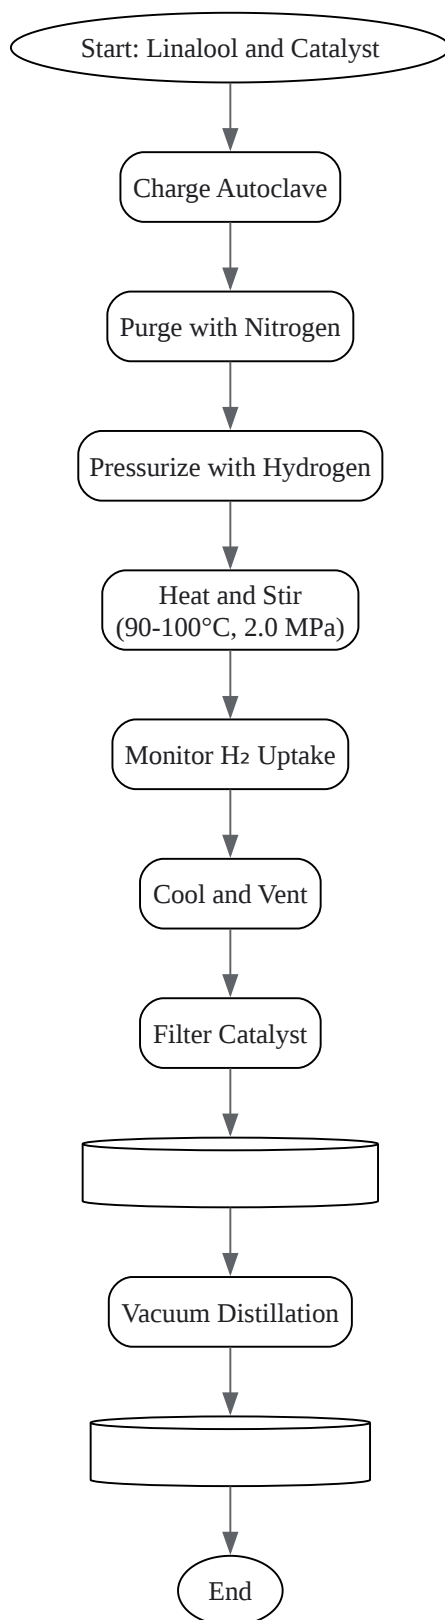 Start: Linalool and Catalyst
Charge Autoclave
Purge with Nitrogen
Pressurize with Hydrogen
Heat and Stir
(90-100°C, 2.0 MPa)
Monitor H₂ Uptake
Cool and Vent
Filter Catalyst
Vacuum Distillation
End